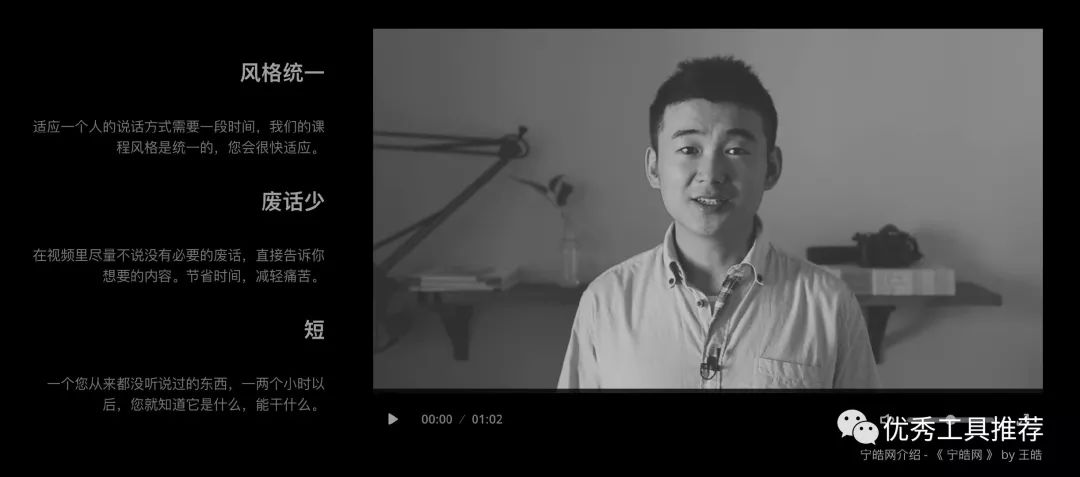 风格统一
适应一个人的说话方式需要一段时间，我们的课
程风格是统一的，您会很快适应。
废话少
在视频里尽量不说没有必要的废话，直接告诉你
想要的内容。节省时间，减轻痛苦。
短
一个您从来都没听说过的东西，一两个小时以
后，您就知道它是什么，能干什么。
00:00 / 01:02
优秀工具推荐
宁皓网介绍 - 《 宁皓网 》 by 王皓